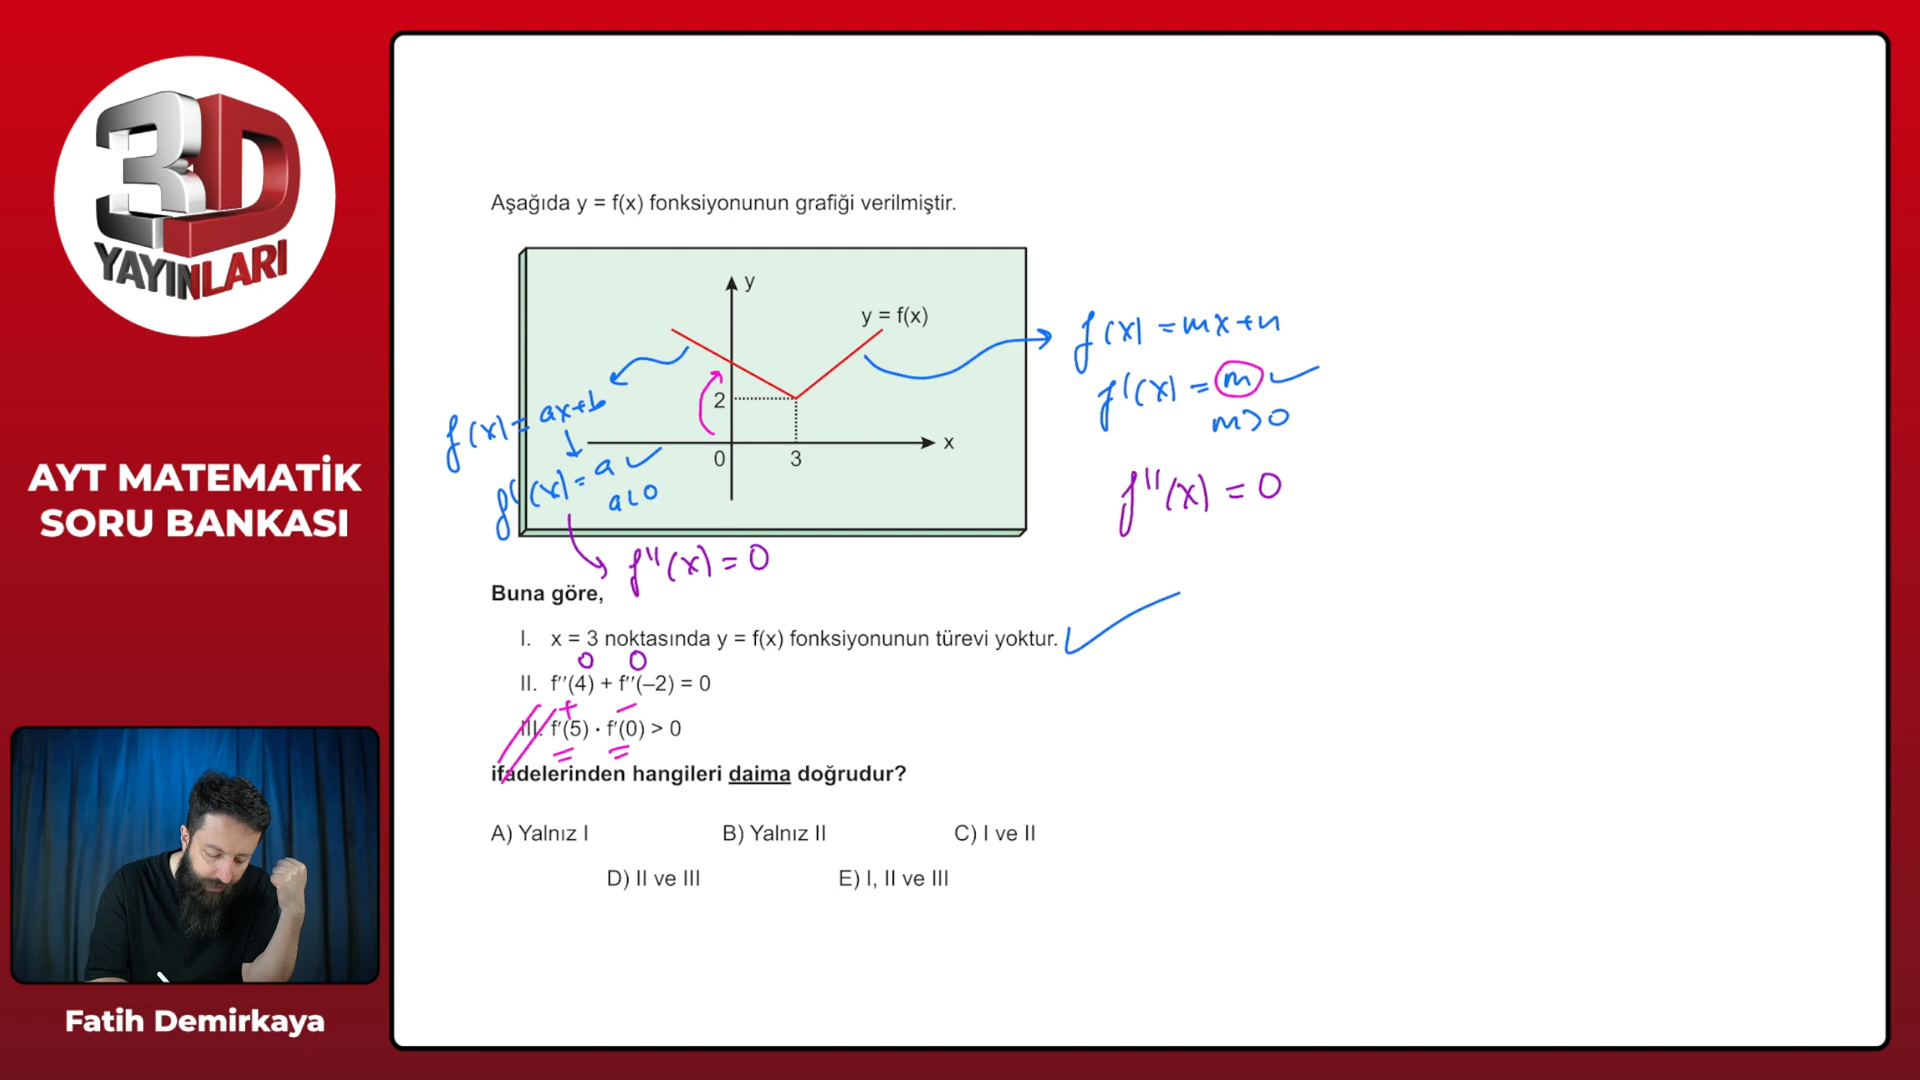 3D
YAYINLARI
AYT MATEMATİK
SORU BANKASI
Fatih Demirkaya
Aşağıda y = f(x) fonksiyonunun grafiği verilmiştir.
y
y = f(x)
2
0
3
x
f(x) = ax+b
f'(x) = a
a<0
f''(x) = 0
f(x) = mx+n
f'(x) = m
m>0
f''(x) = 0
Buna göre,
I. x = 3 noktasında y = f(x) fonksiyonunun türevi yoktur.
0 0
II. f''(4) + f''(–2) = 0
+ –
III. f'(5) · f'(0) > 0
ifadelerinden hangileri daima doğrudur?
A) Yalnız I B) Yalnız II C) I ve II
D) II ve III E) I, II ve III